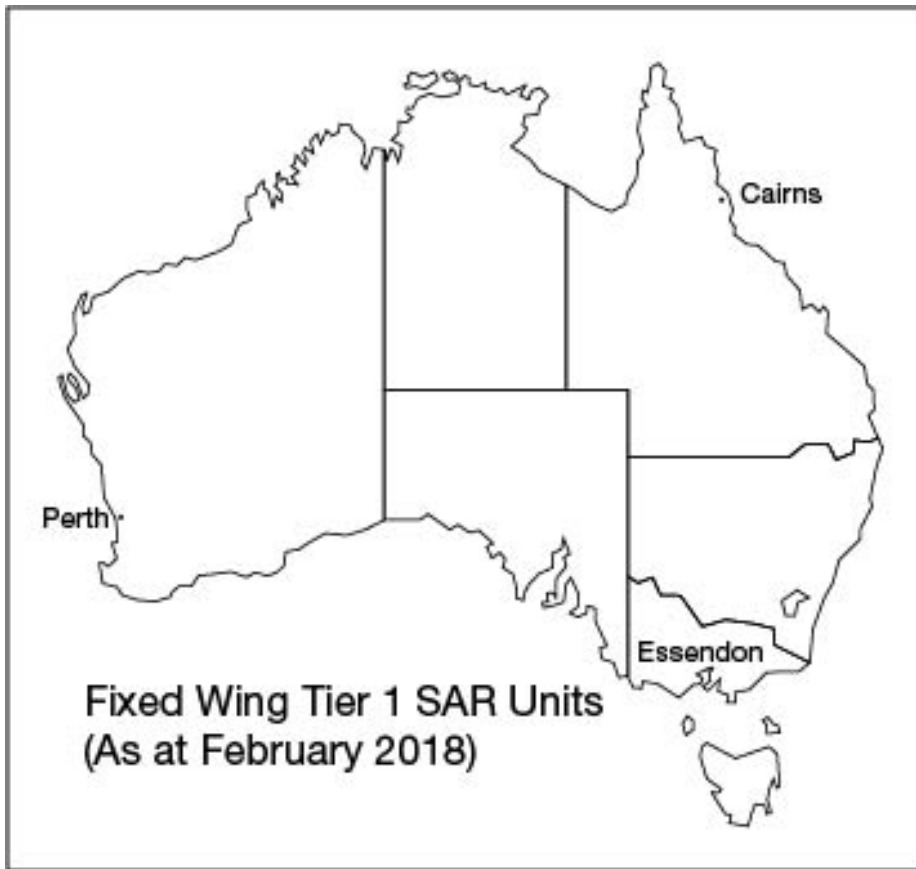 Cairns
Perth
Essendon
Fixed Wing Tier 1 SAR Units
(As at February 2018)